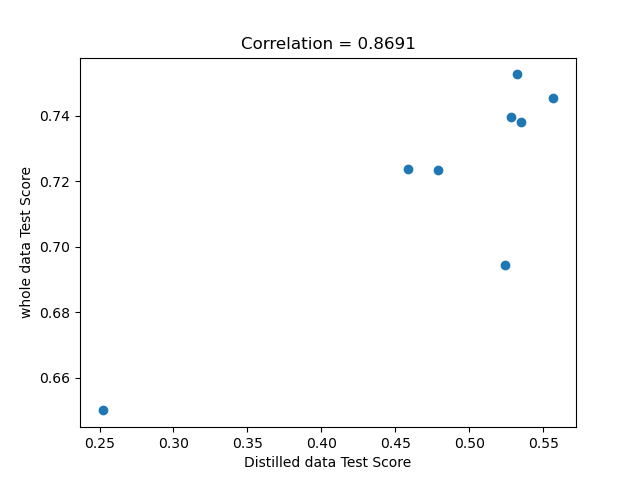 Correlation = 0.8691
0.74
0.72
0.70
0.68
0.66
whole data Test Score
0.25 0.30 0.35 0.40 0.45 0.50 0.55
Distilled data Test Score